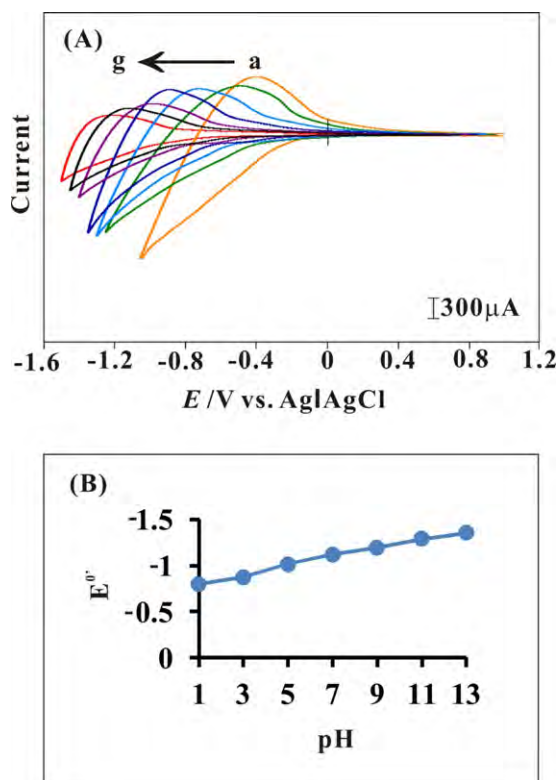 (A)
g a
Current
300μA
-1.6 -1.2 -0.8 -0.4 0 0.4 0.8 1.2
E /V vs. Ag|AgCl
(B)
-1.5
-1
-0.5
0
E0'
1 3 5 7 9 11 13
pH